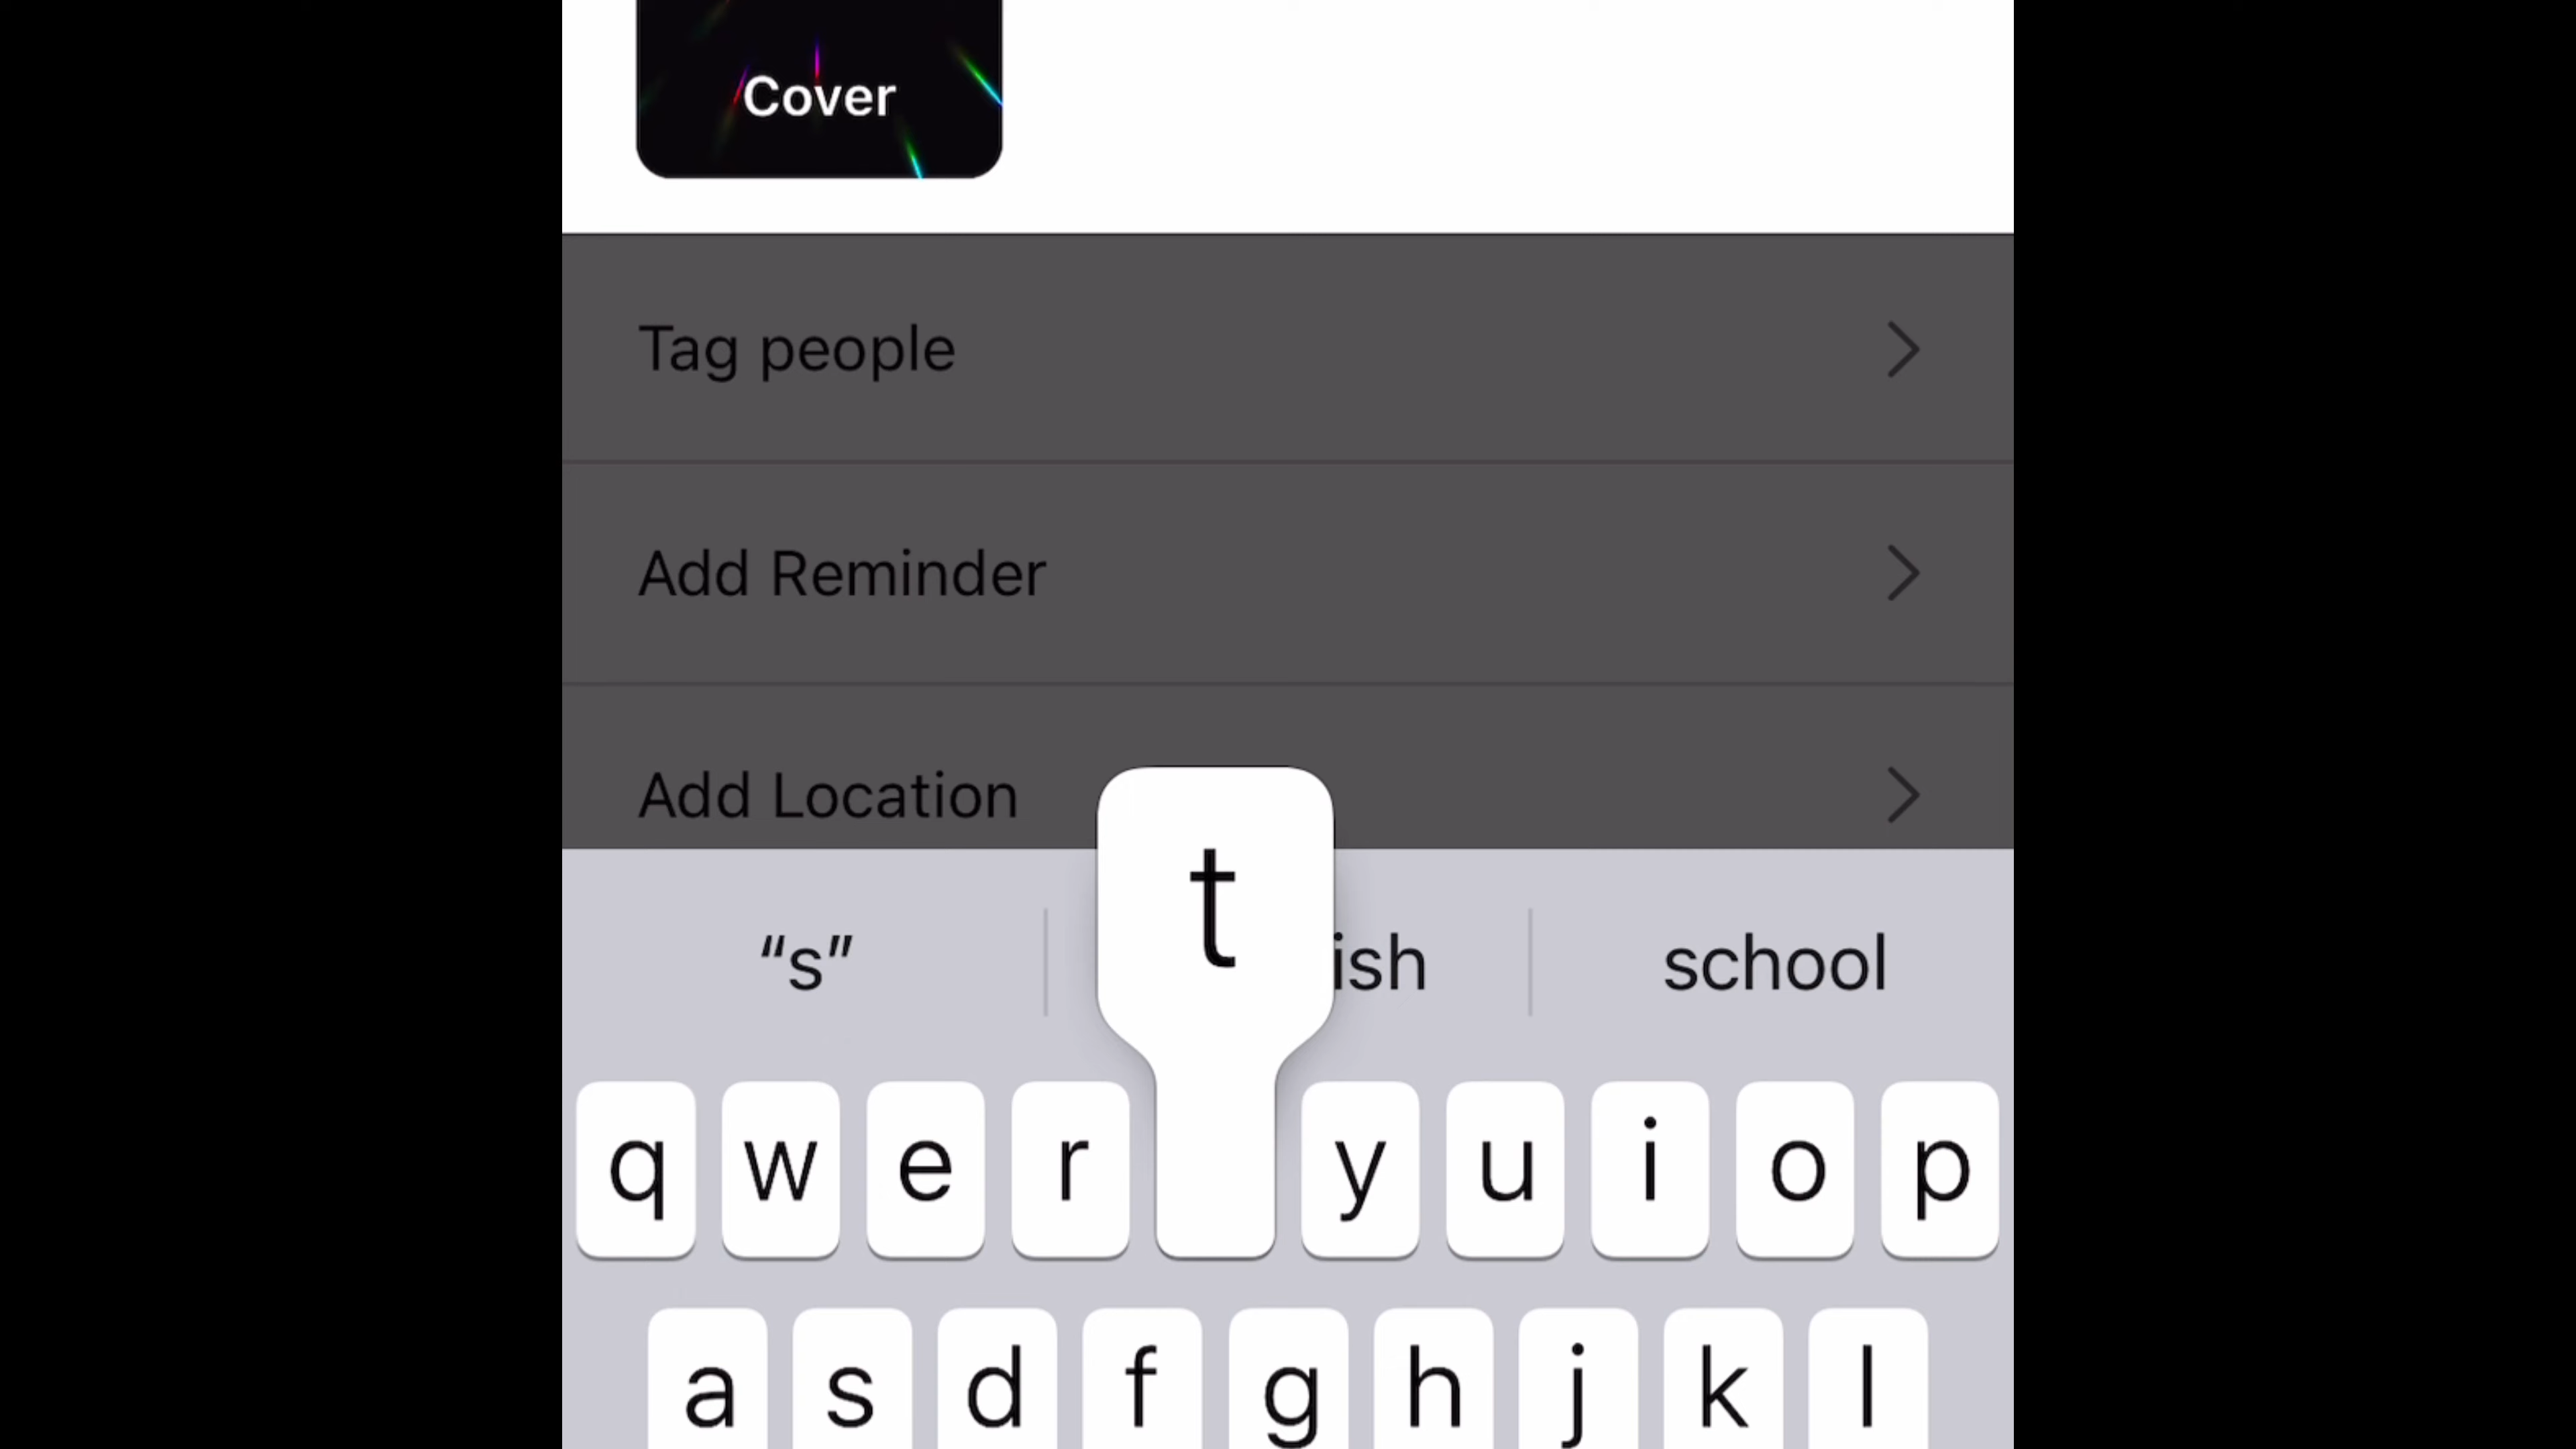 Cover
Tag people
Add Reminder
Add Location
t
“s” ish school
q w e r y u i o p
a s d f g h j k l